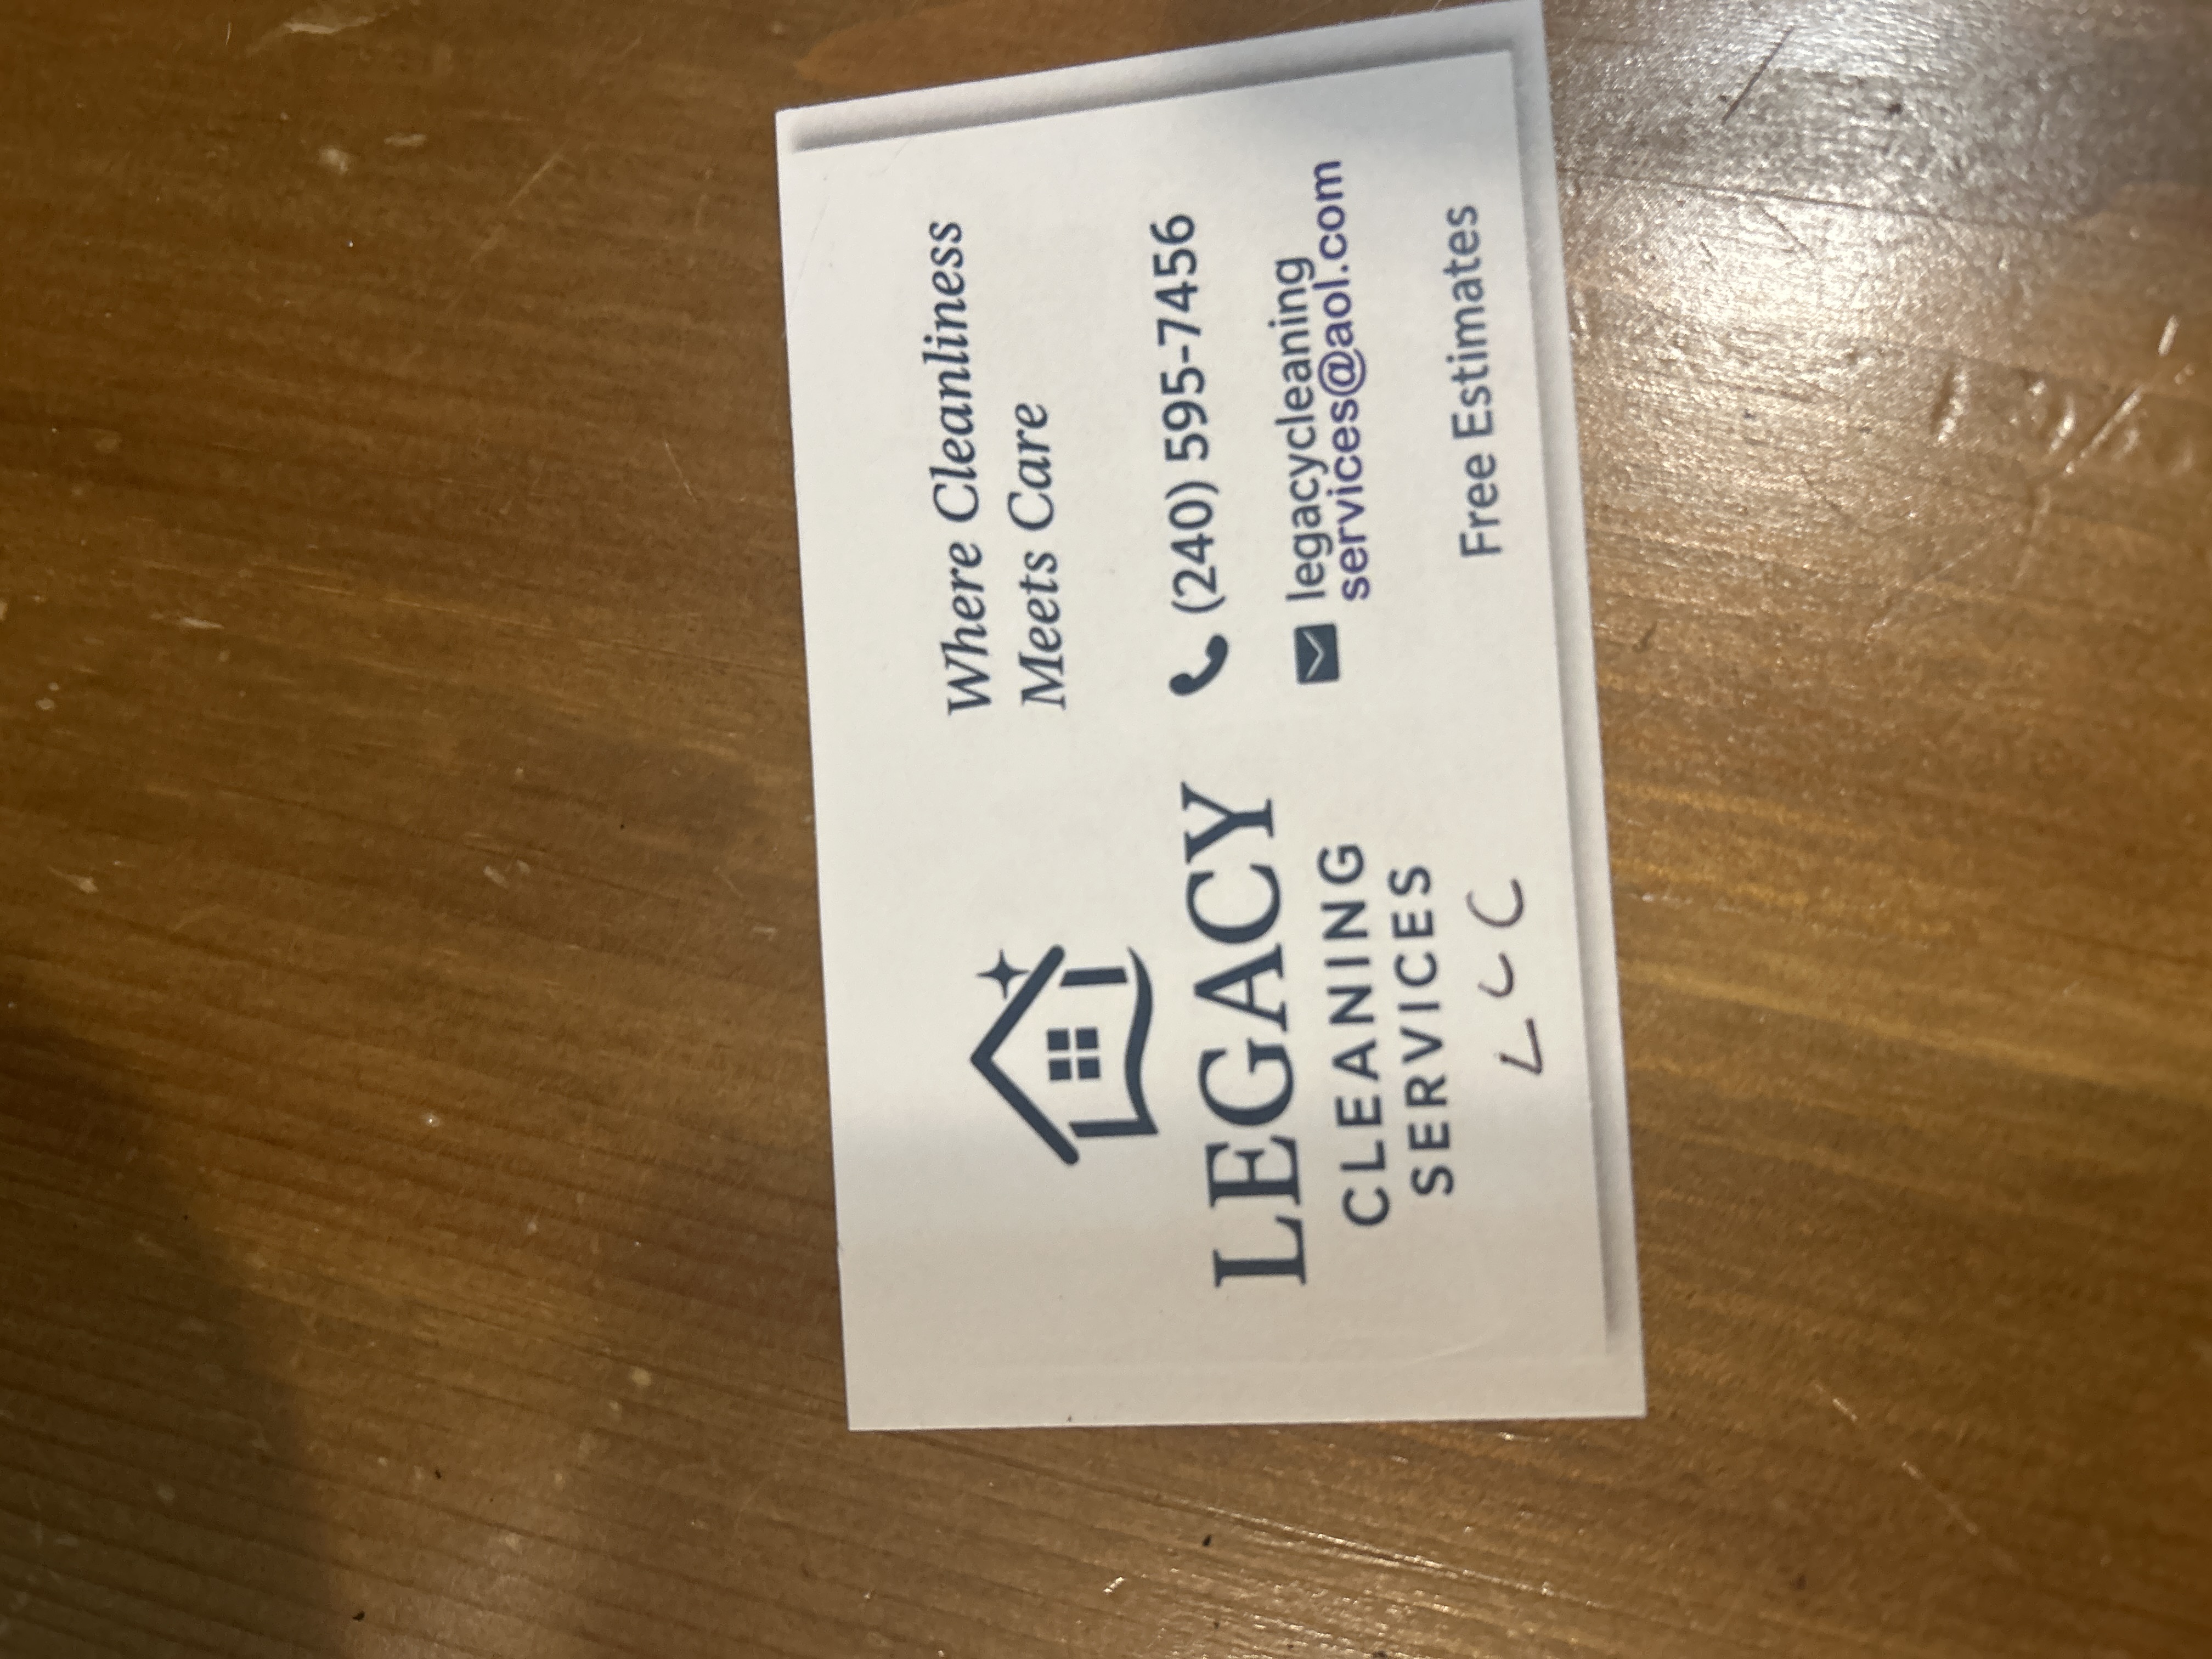 LEGACY
CLEANING
SERVICES
LLC
Where Cleanliness
Meets Care
(240) 595-7456
legacycleaning
services@aol.com
Free Estimates